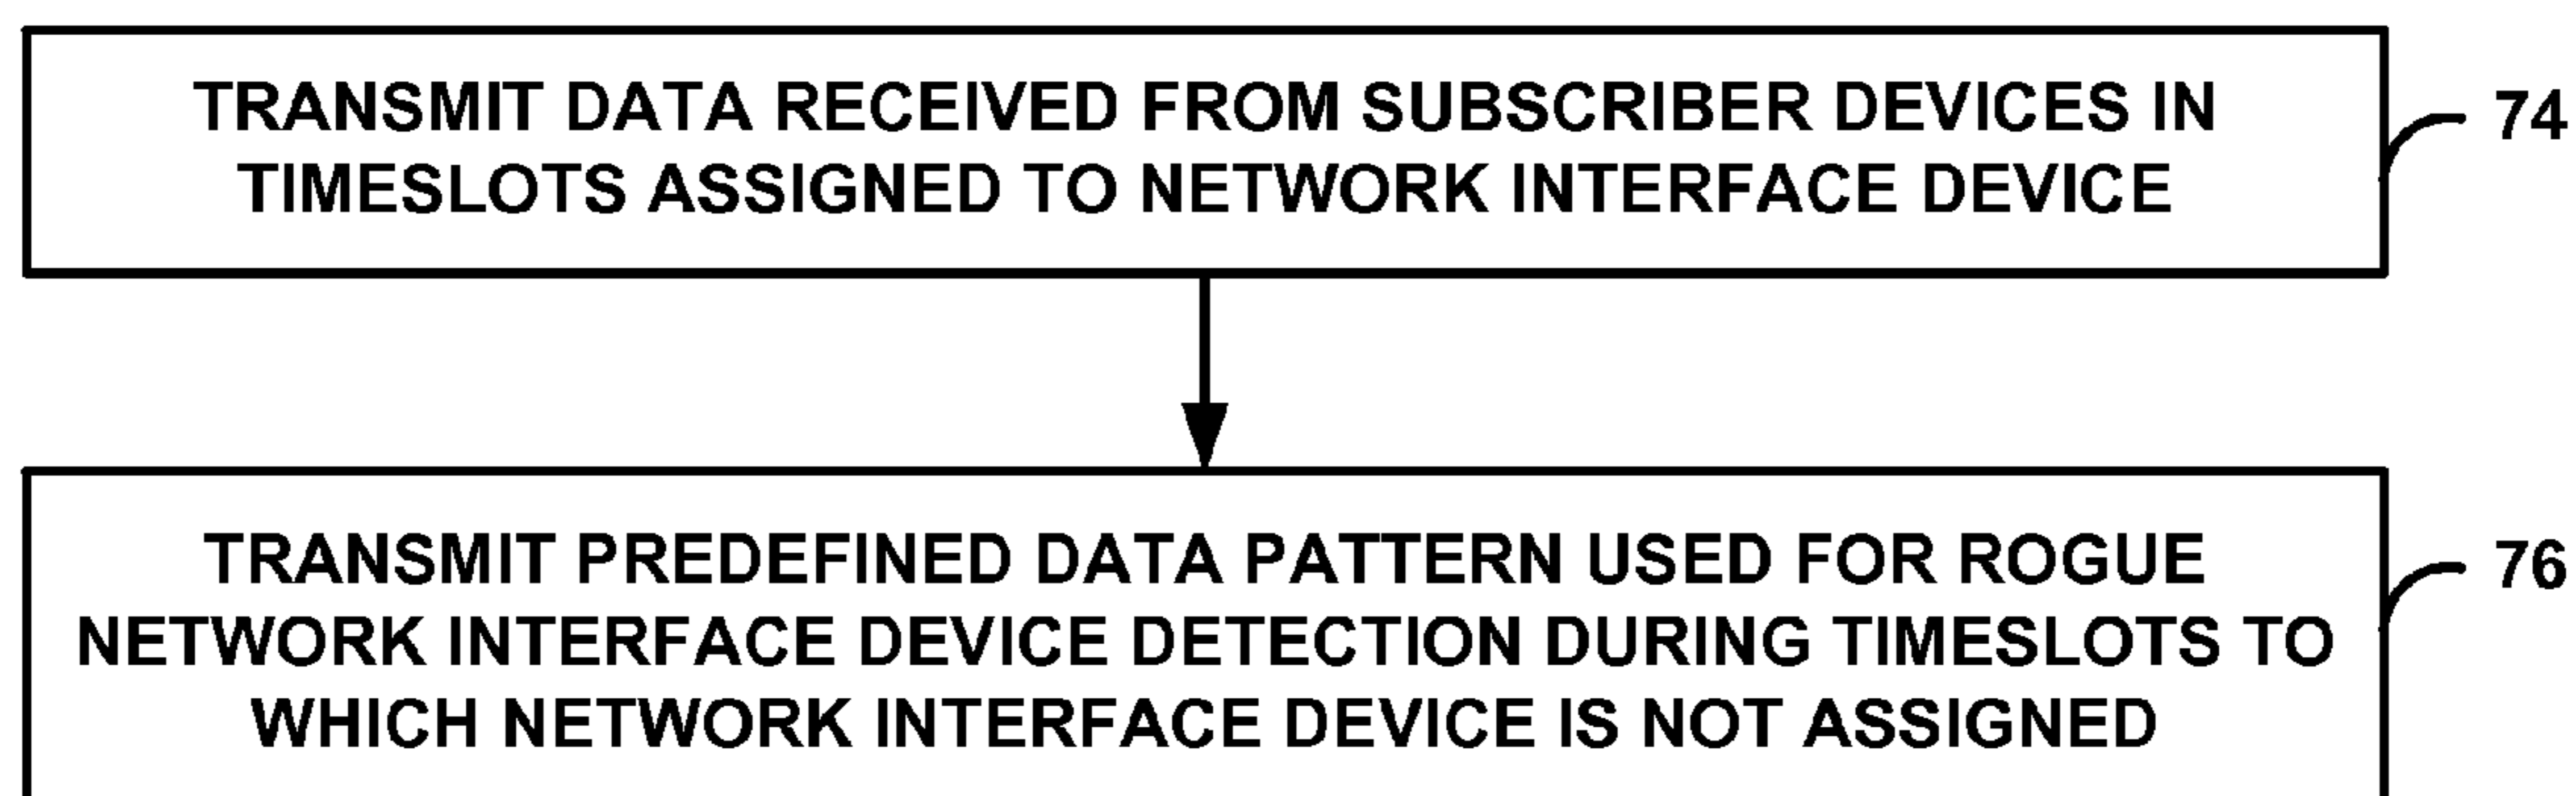 TRANSMIT DATA RECEIVED FROM SUBSCRIBER DEVICES IN
TIMESLOTS ASSIGNED TO NETWORK INTERFACE DEVICE
74
TRANSMIT PREDEFINED DATA PATTERN USED FOR ROGUE
NETWORK INTERFACE DEVICE DETECTION DURING TIMESLOTS TO
WHICH NETWORK INTERFACE DEVICE IS NOT ASSIGNED
76